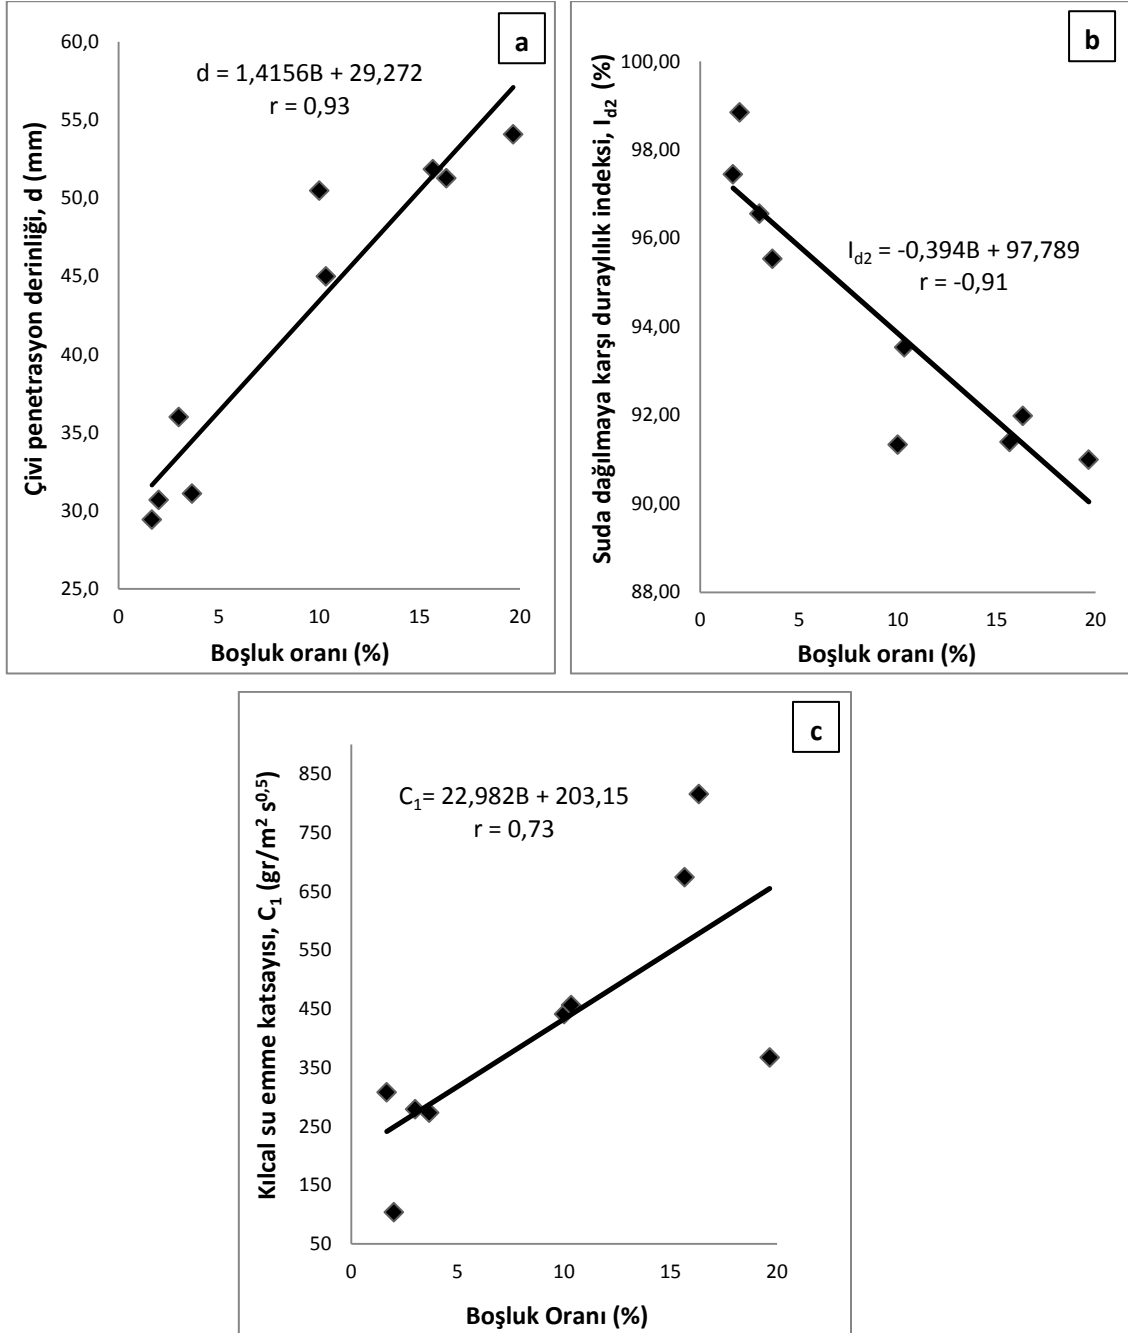 a
d = 1,4156B + 29,272
r = 0,93
Çivi penetrasyon derinliği, d (mm)
60,0
55,0
50,0
45,0
40,0
35,0
30,0
25,0
0 5 10 15 20
Boşluk oranı (%)
b
I_d2 = -0,394B + 97,789
r = -0,91
Suda dağılmaya karşı duraylılık indeksi, I_d2 (%)
100,00
98,00
96,00
94,00
92,00
90,00
88,00
0 5 10 15 20
Boşluk oranı (%)
c
C₁= 22,982B + 203,15
r = 0,73
Kılcal su emme katsayısı, C₁ (gr/m² s⁰·⁵)
850
750
650
550
450
350
250
150
50
0 5 10 15 20
Boşluk Oranı (%)